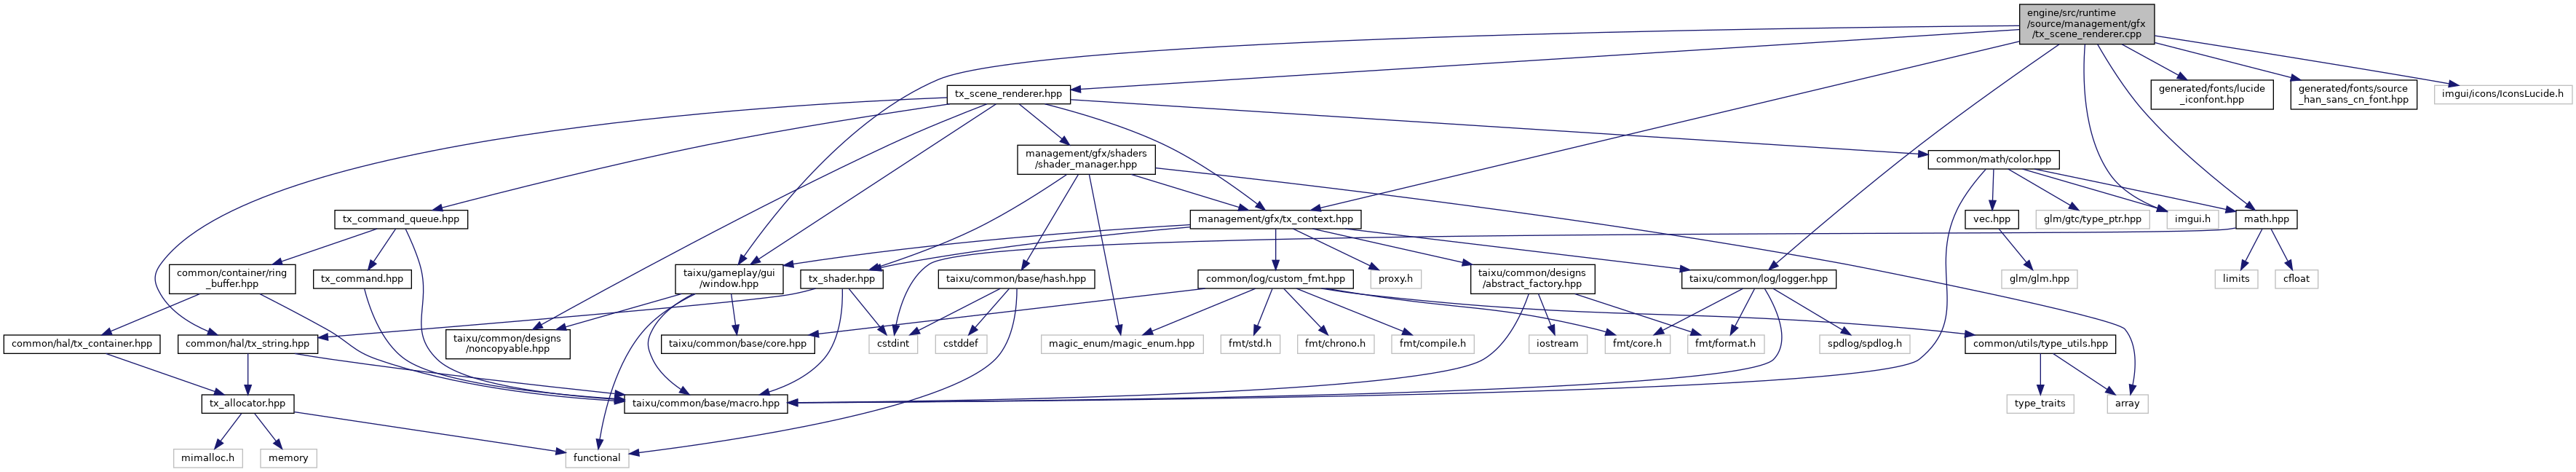 engine/src/runtime
/source/management/gfx
/tx_scene_renderer.cpp
tx_scene_renderer.hpp
generated/fonts/lucide
_iconfont.hpp
generated/fonts/source
_han_sans_cn_font.hpp
imgui/icons/IconsLucide.h
management/gfx/shaders
/shader_manager.hpp
common/math/color.hpp
tx_command_queue.hpp
management/gfx/tx_context.hpp
vec.hpp
glm/gtc/type_ptr.hpp
imgui.h
math.hpp
common/container/ring
_buffer.hpp
tx_command.hpp
taixu/gameplay/gui
/window.hpp
tx_shader.hpp
taixu/common/base/hash.hpp
common/log/custom_fmt.hpp
proxy.h
taixu/common/designs
/abstract_factory.hpp
taixu/common/log/logger.hpp
glm/glm.hpp
limits
cfloat
common/hal/tx_container.hpp
common/hal/tx_string.hpp
taixu/common/designs
/noncopyable.hpp
taixu/common/base/core.hpp
cstdint
cstddef
magic_enum/magic_enum.hpp
fmt/std.h
fmt/chrono.h
fmt/compile.h
iostream
fmt/core.h
fmt/format.h
spdlog/spdlog.h
common/utils/type_utils.hpp
tx_allocator.hpp
taixu/common/base/macro.hpp
type_traits
array
mimalloc.h
memory
functional